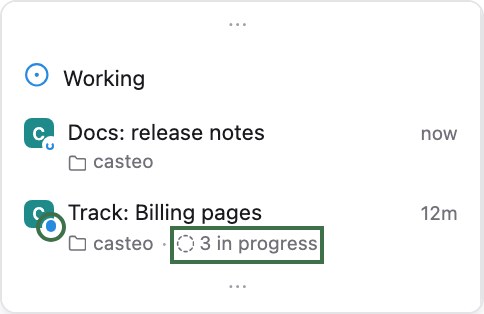 ...
Working
C Docs: release notes now
casteo
C Track: Billing pages 12m
casteo · 3 in progress
...